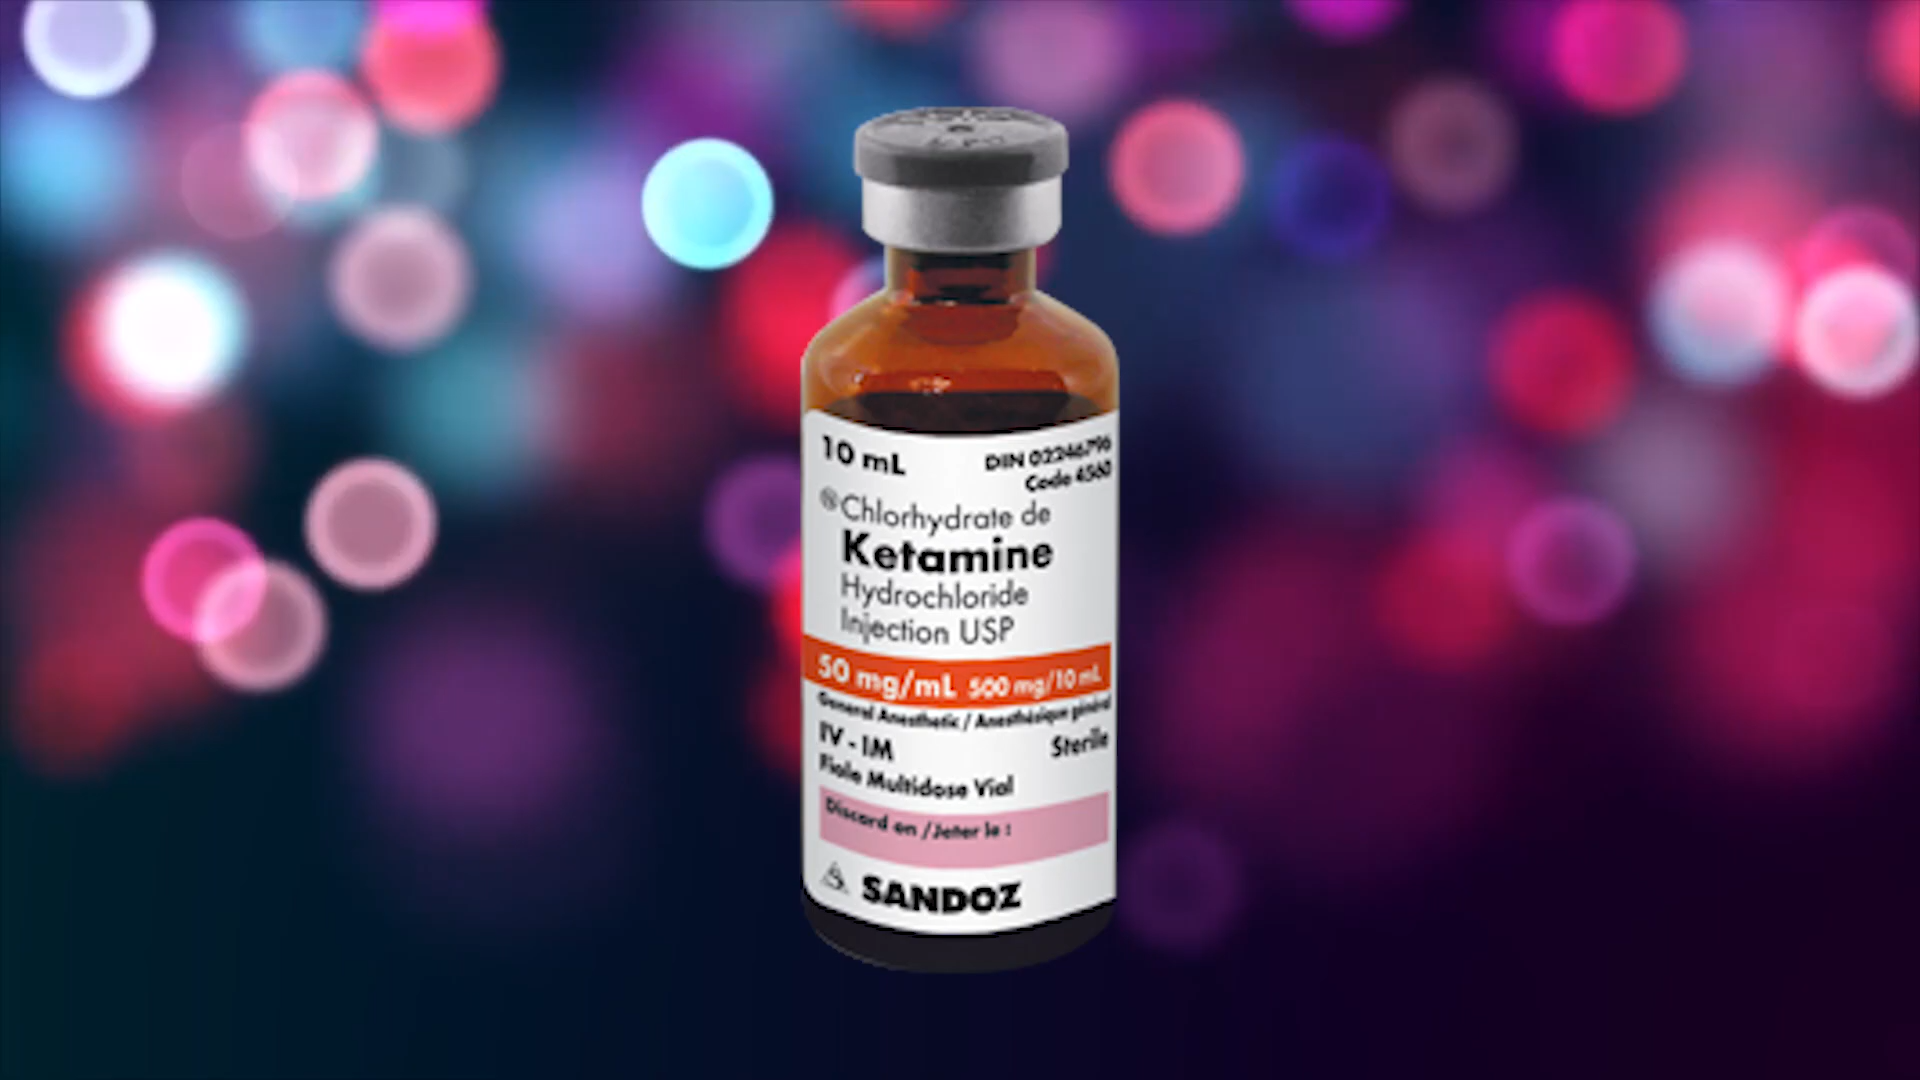 10 mL
DIN 02246796
Code 4560
Ⓝ Chlorhydrate de
Ketamine
Hydrochloride
Injection USP
50 mg/mL 500 mg/10 mL
General Anesthetic / Anesthésique général
IV - IM
Sterile
Fiole Multidose Vial
Discard on /Jeter le :
SANDOZ